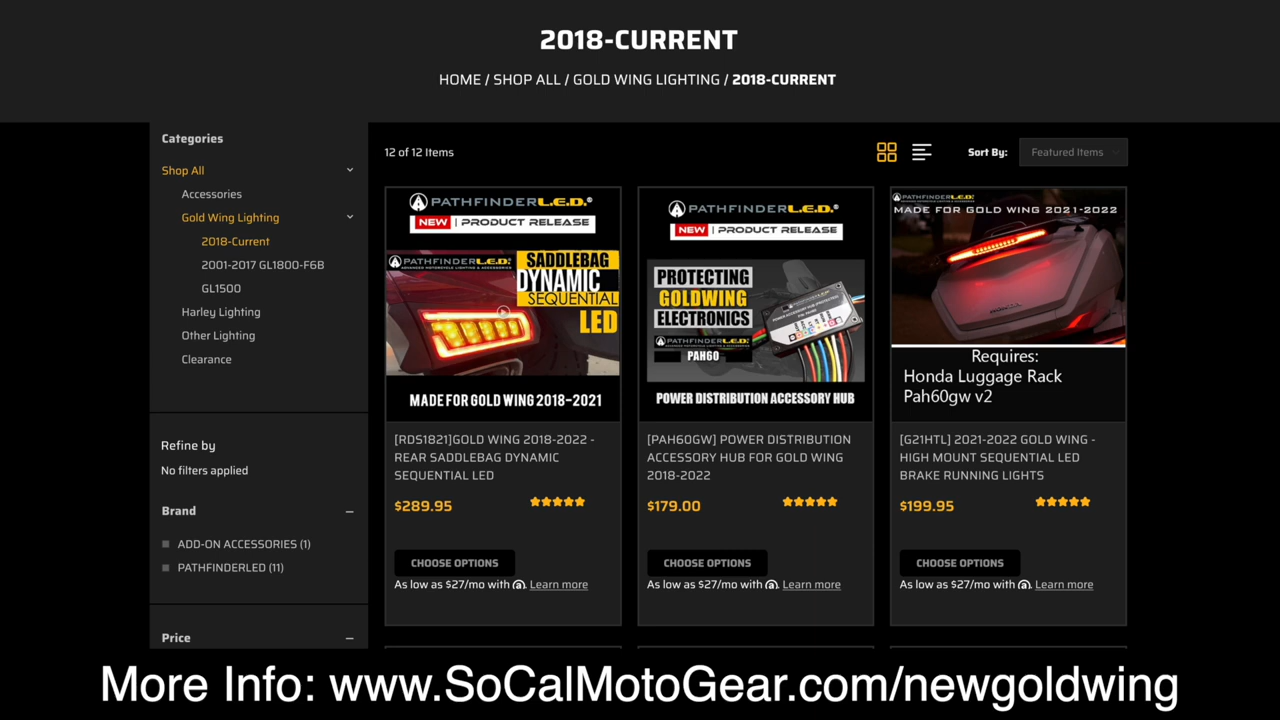 2018-CURRENT
HOME / SHOP ALL / GOLD WING LIGHTING / 2018-CURRENT
Categories
Shop All
Accessories
Gold Wing Lighting
2018-Current
2001-2017 GL1800-F6B
GL1500
Harley Lighting
Other Lighting
Clearance
Refine by
No filters applied
Brand
ADD-ON ACCESSORIES (1)
PATHFINDERLED (11)
Price
12 of 12 Items
Sort By:
Featured Items
PATHFINDERL.E.D.®
NEW | PRODUCT RELEASE
PATHFINDERL.E.D.
ADVANCED MOTORCYCLE LIGHTING & ACCESSORIES
SADDLEBAG
DYNAMIC
SEQUENTIAL
LED
MADE FOR GOLD WING 2018-2021
[RDS1821]GOLD WING 2018-2022 -
REAR SADDLEBAG DYNAMIC
SEQUENTIAL LED
$289.95
CHOOSE OPTIONS
As low as $27/mo with a. Learn more
PATHFINDERL.E.D.®
NEW | PRODUCT RELEASE
PROTECTING
GOLDWING
ELECTRONICS
PATHFINDERL.E.D.
PAH60
POWER DISTRIBUTION ACCESSORY HUB
[PAH60GW] POWER DISTRIBUTION
ACCESSORY HUB FOR GOLD WING
2018-2022
$179.00
CHOOSE OPTIONS
As low as $27/mo with a. Learn more
PATHFINDERL.E.D.
MADE FOR GOLD WING 2021-2022
HONDA
Requires:
Honda Luggage Rack
Pah60gw v2
[G21HTL] 2021-2022 GOLD WING -
HIGH MOUNT SEQUENTIAL LED
BRAKE RUNNING LIGHTS
$199.95
CHOOSE OPTIONS
As low as $27/mo with a. Learn more
More Info: www.SoCalMotoGear.com/newgoldwing